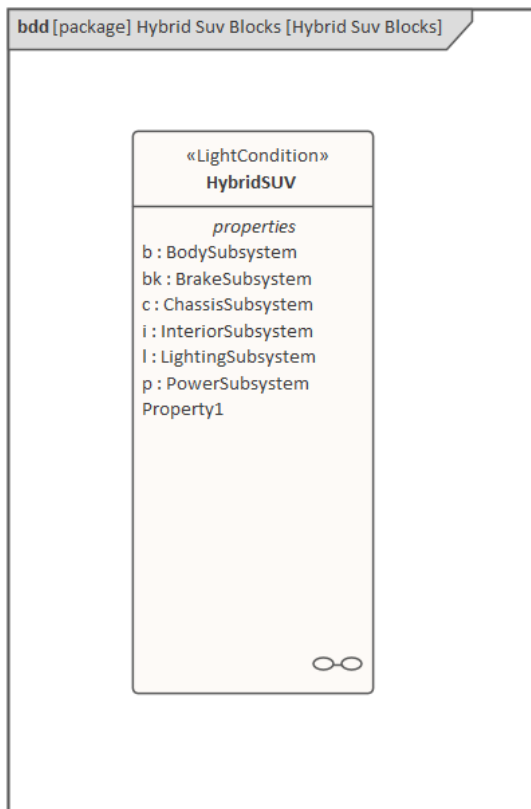 bdd [package] Hybrid Suv Blocks [Hybrid Suv Blocks]
«LightCondition»
HybridSUV
properties
b : BodySubsystem
bk : BrakeSubsystem
c : ChassisSubsystem
i : InteriorSubsystem
l : LightingSubsystem
p : PowerSubsystem
Property1